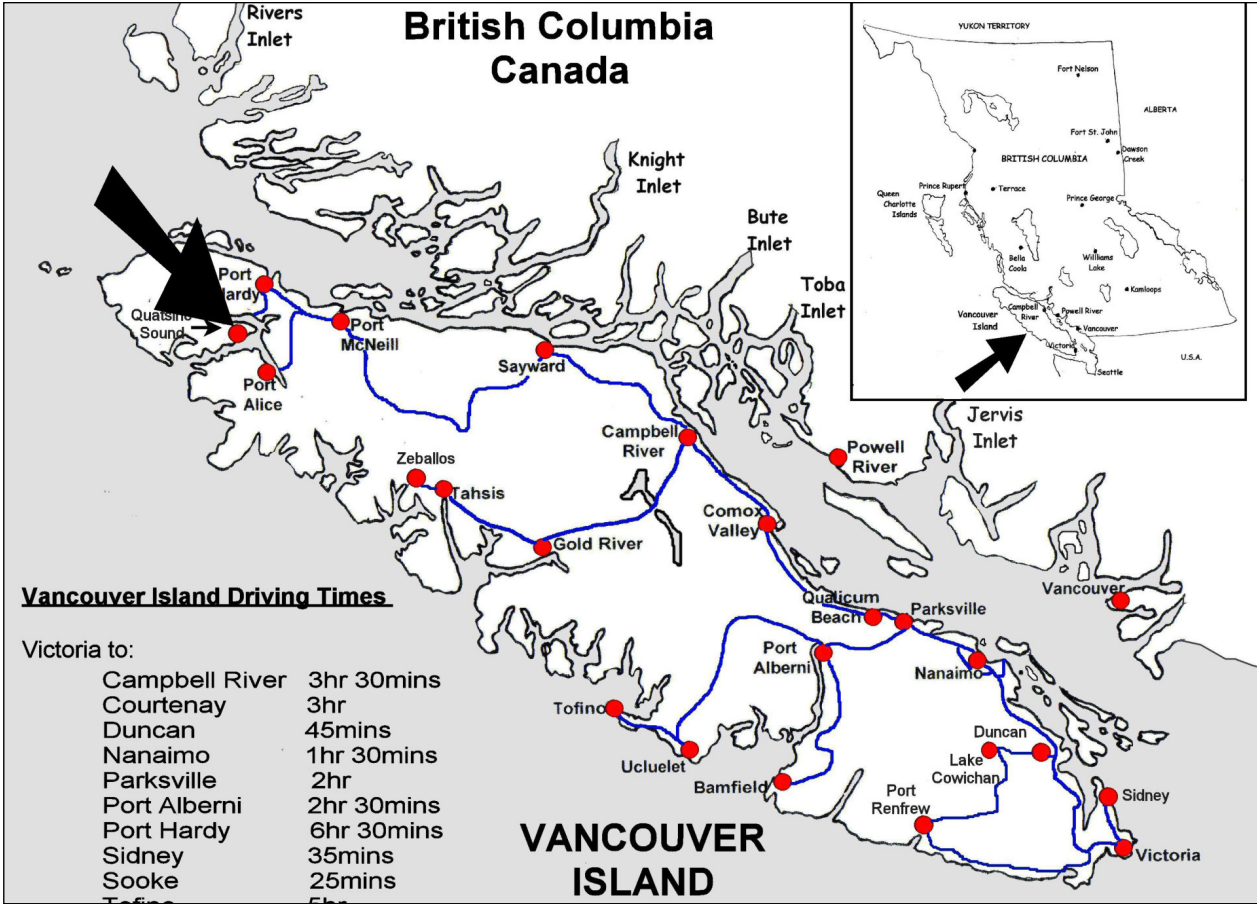 Rivers
Inlet
British Columbia
Canada
Knight
Inlet
Bute
Inlet
Toba
Inlet
Port
Hardy
Quatsino
Sound
Port
McNeill
Port
Alice
Sayward
Campbell
River
Zeballos
Tahsis
Gold River
Comox
Valley
Powell
River
Jervis
Inlet
Vancouver
Qualicum
Beach
Parksville
Port
Alberni
Nanaimo
Tofino
Ucluelet
Bamfield
Duncan
Lake
Cowichan
Port
Renfrew
Sidney
Victoria
VANCOUVER
ISLAND
Vancouver Island Driving Times
Victoria to:
Campbell River 3hr 30mins
Courtenay 3hr
Duncan 45mins
Nanaimo 1hr 30mins
Parksville 2hr
Port Alberni 2hr 30mins
Port Hardy 6hr 30mins
Sidney 35mins
Sooke 25mins
Tofino 5hr
YUKON TERRITORY
Fort Nelson
ALBERTA
Fort St. John
Dawson
Creek
BRITISH COLUMBIA
Prince Rupert
Terrace
Queen
Charlotte
Islands
Prince George
Bella
Coola
Williams
Lake
Kamloops
Campbell
River
Powell River
Vancouver
Island
Vancouver
Victoria
Seattle
U.S.A.